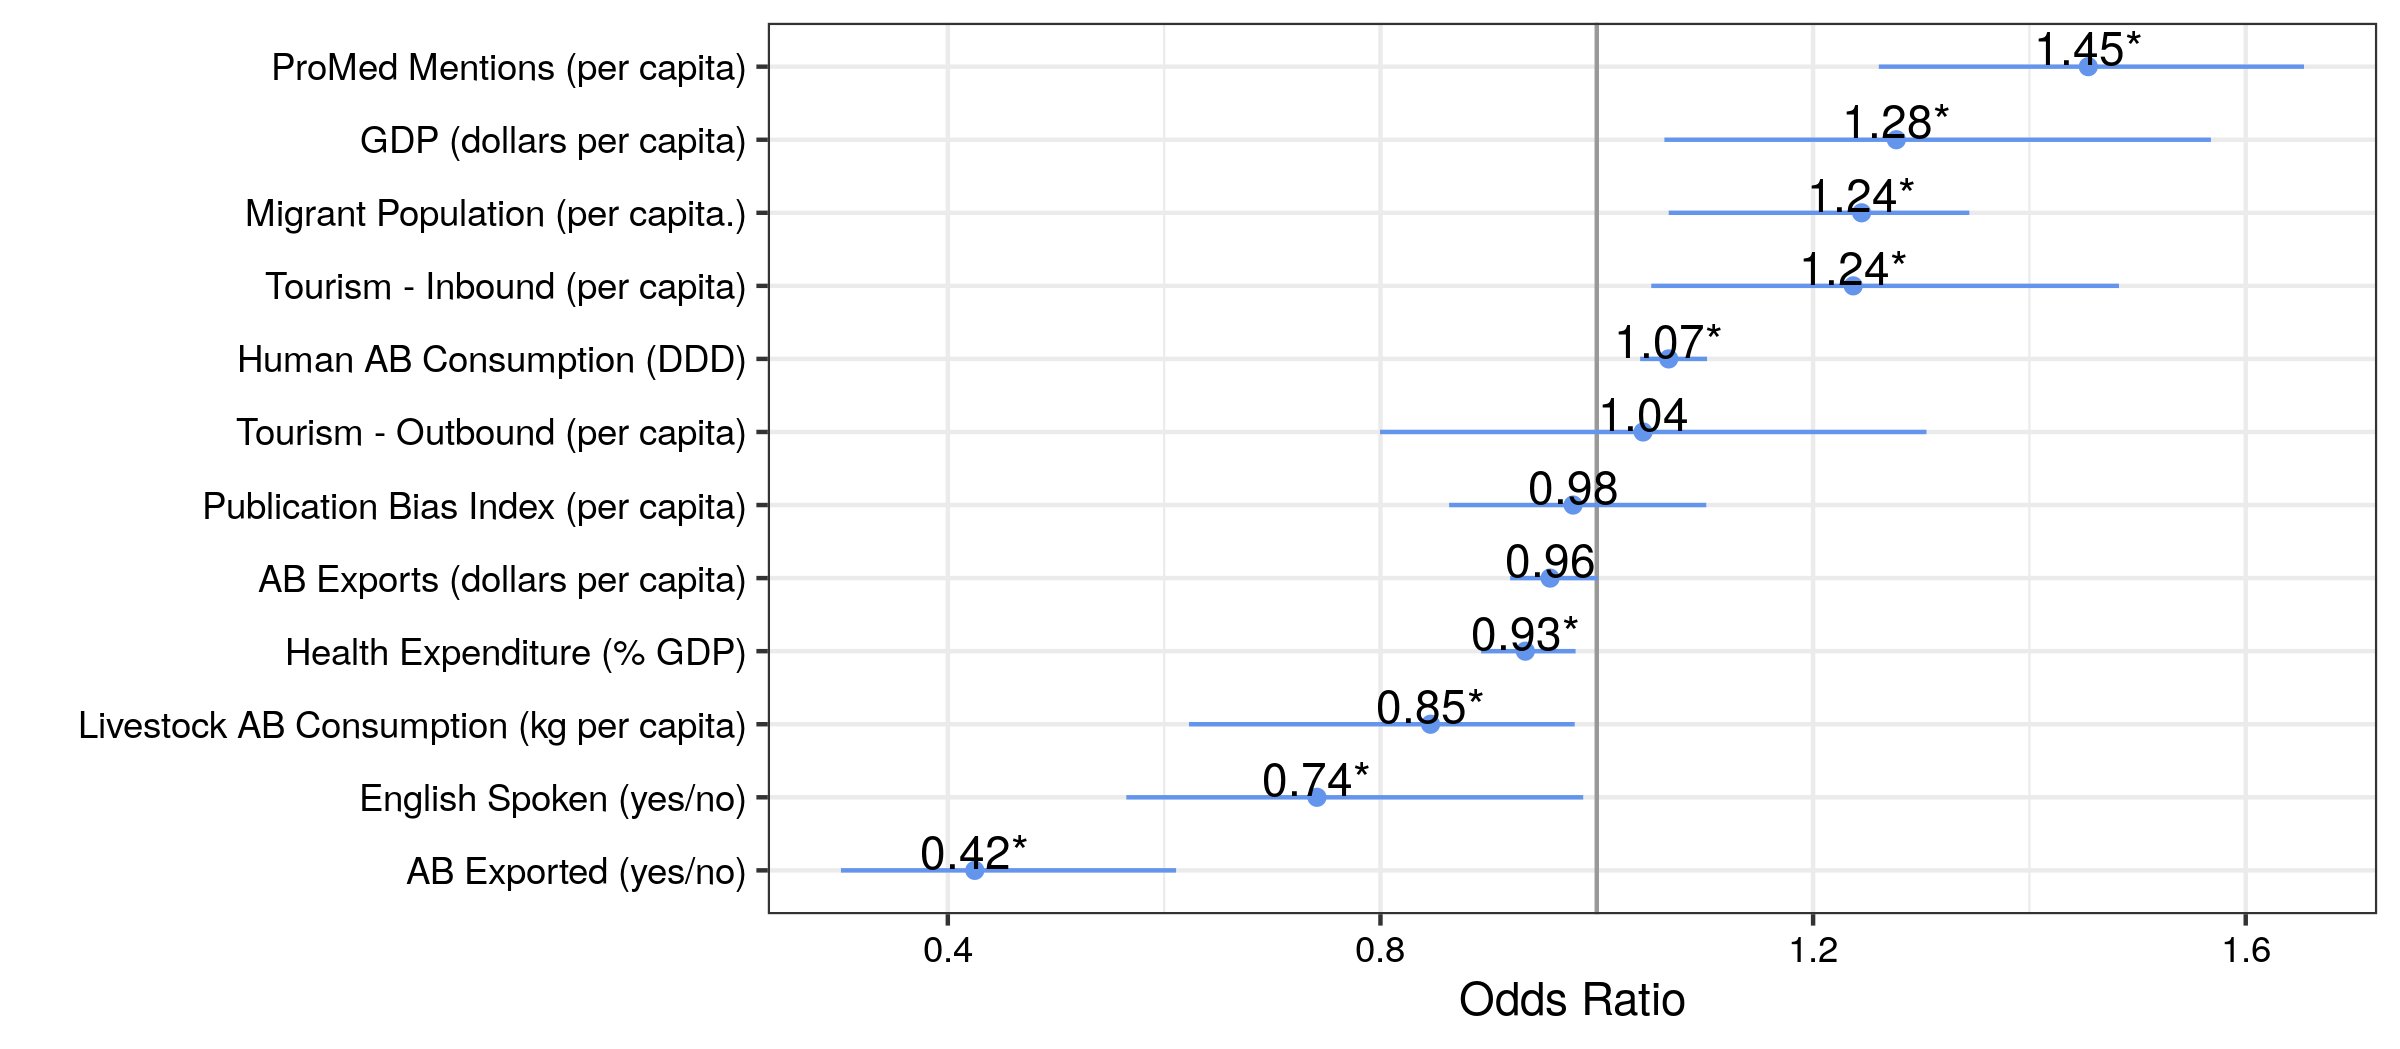 ProMed Mentions (per capita) 1.45*
GDP (dollars per capita) 1.28*
Migrant Population (per capita.) 1.24*
Tourism - Inbound (per capita) 1.24*
Human AB Consumption (DDD) 1.07*
Tourism - Outbound (per capita) 1.04
Publication Bias Index (per capita) 0.98
AB Exports (dollars per capita) 0.96
Health Expenditure (% GDP) 0.93*
Livestock AB Consumption (kg per capita) 0.85*
English Spoken (yes/no) 0.74*
AB Exported (yes/no) 0.42*
0.4 0.8 1.2 1.6
Odds Ratio